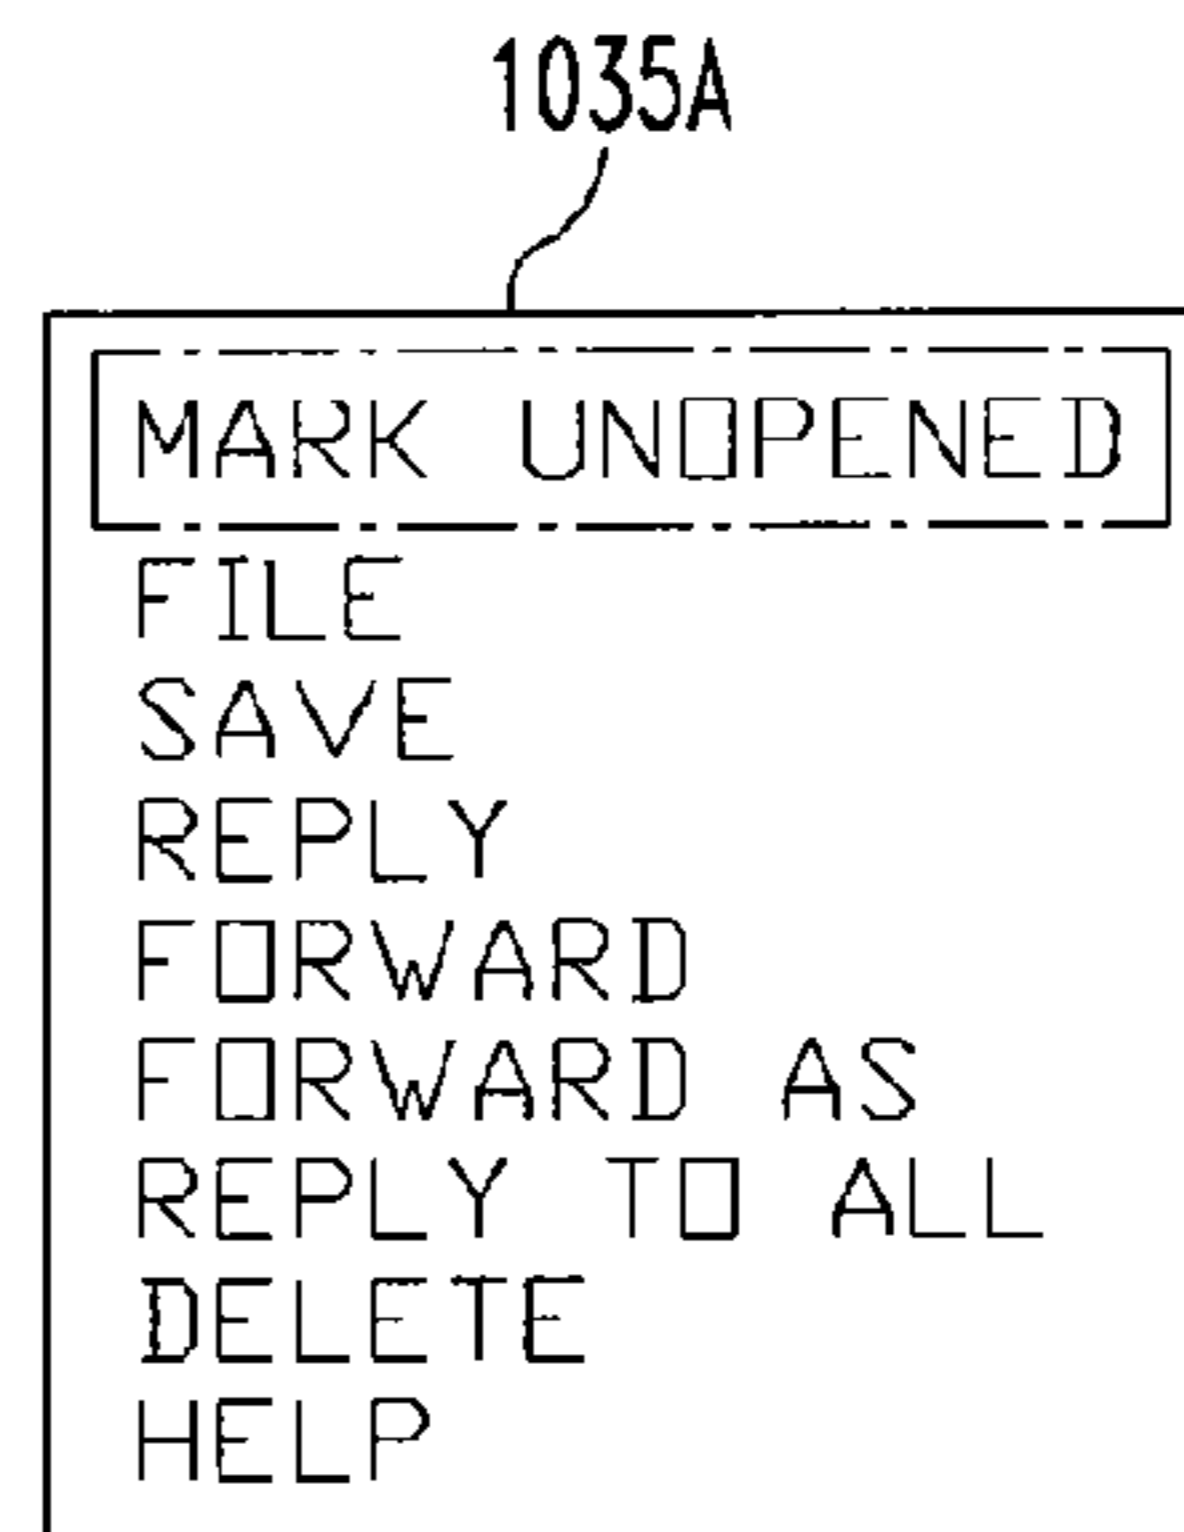 1035A
MARK UNOPENED
FILE
SAVE
REPLY
FORWARD
FORWARD AS
REPLY TO ALL
DELETE
HELP